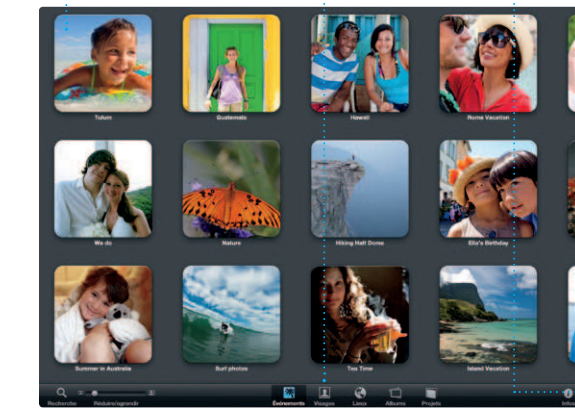 Tulum Guatemala Hawaii Rome Vacation
We do Nature Hiking Half Dome Ella's Birthday
Summer in Australia Surf photos Tea Time Island Vacation
Recherche Réduire/agrandir Événements Visages Lieux Albums Projets